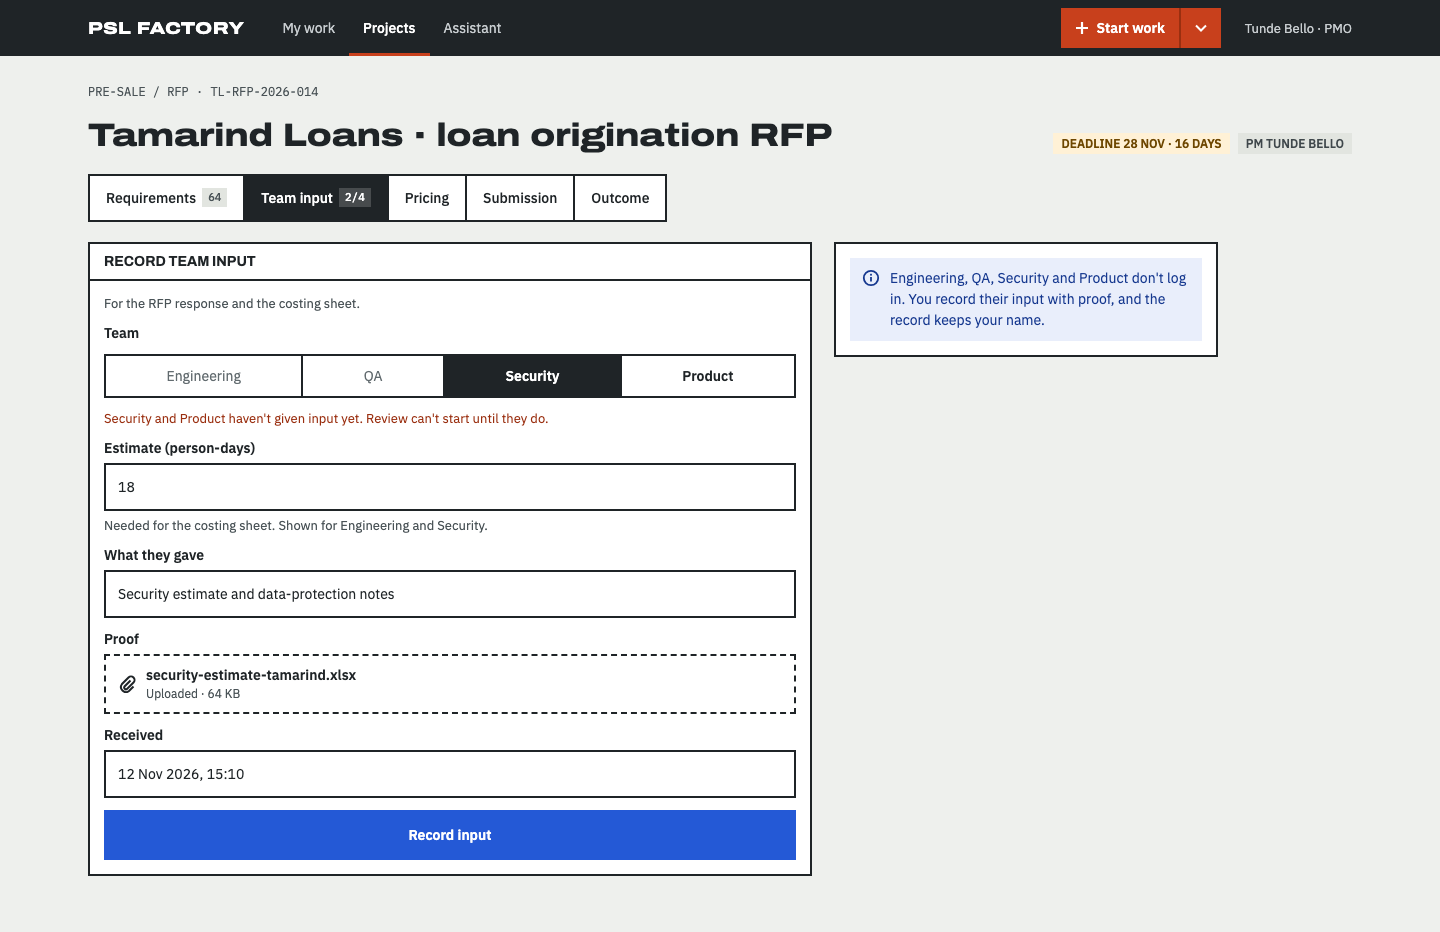 PSL FACTORY
My work
Projects
Assistant
Start work
Tunde Bello · PMO
PRE-SALE / RFP · TL-RFP-2026-014
Tamarind Loans · loan origination RFP
DEADLINE 28 NOV · 16 DAYS
PM TUNDE BELLO
Requirements 64
Team input 2/4
Pricing
Submission
Outcome
RECORD TEAM INPUT
For the RFP response and the costing sheet.
Team
Engineering
QA
Security
Product
Security and Product haven't given input yet. Review can't start until they do.
Estimate (person-days)
18
Needed for the costing sheet. Shown for Engineering and Security.
What they gave
Security estimate and data-protection notes
Proof
security-estimate-tamarind.xlsx
Uploaded · 64 KB
Received
12 Nov 2026, 15:10
Record input
Engineering, QA, Security and Product don't log
in. You record their input with proof, and the
record keeps your name.